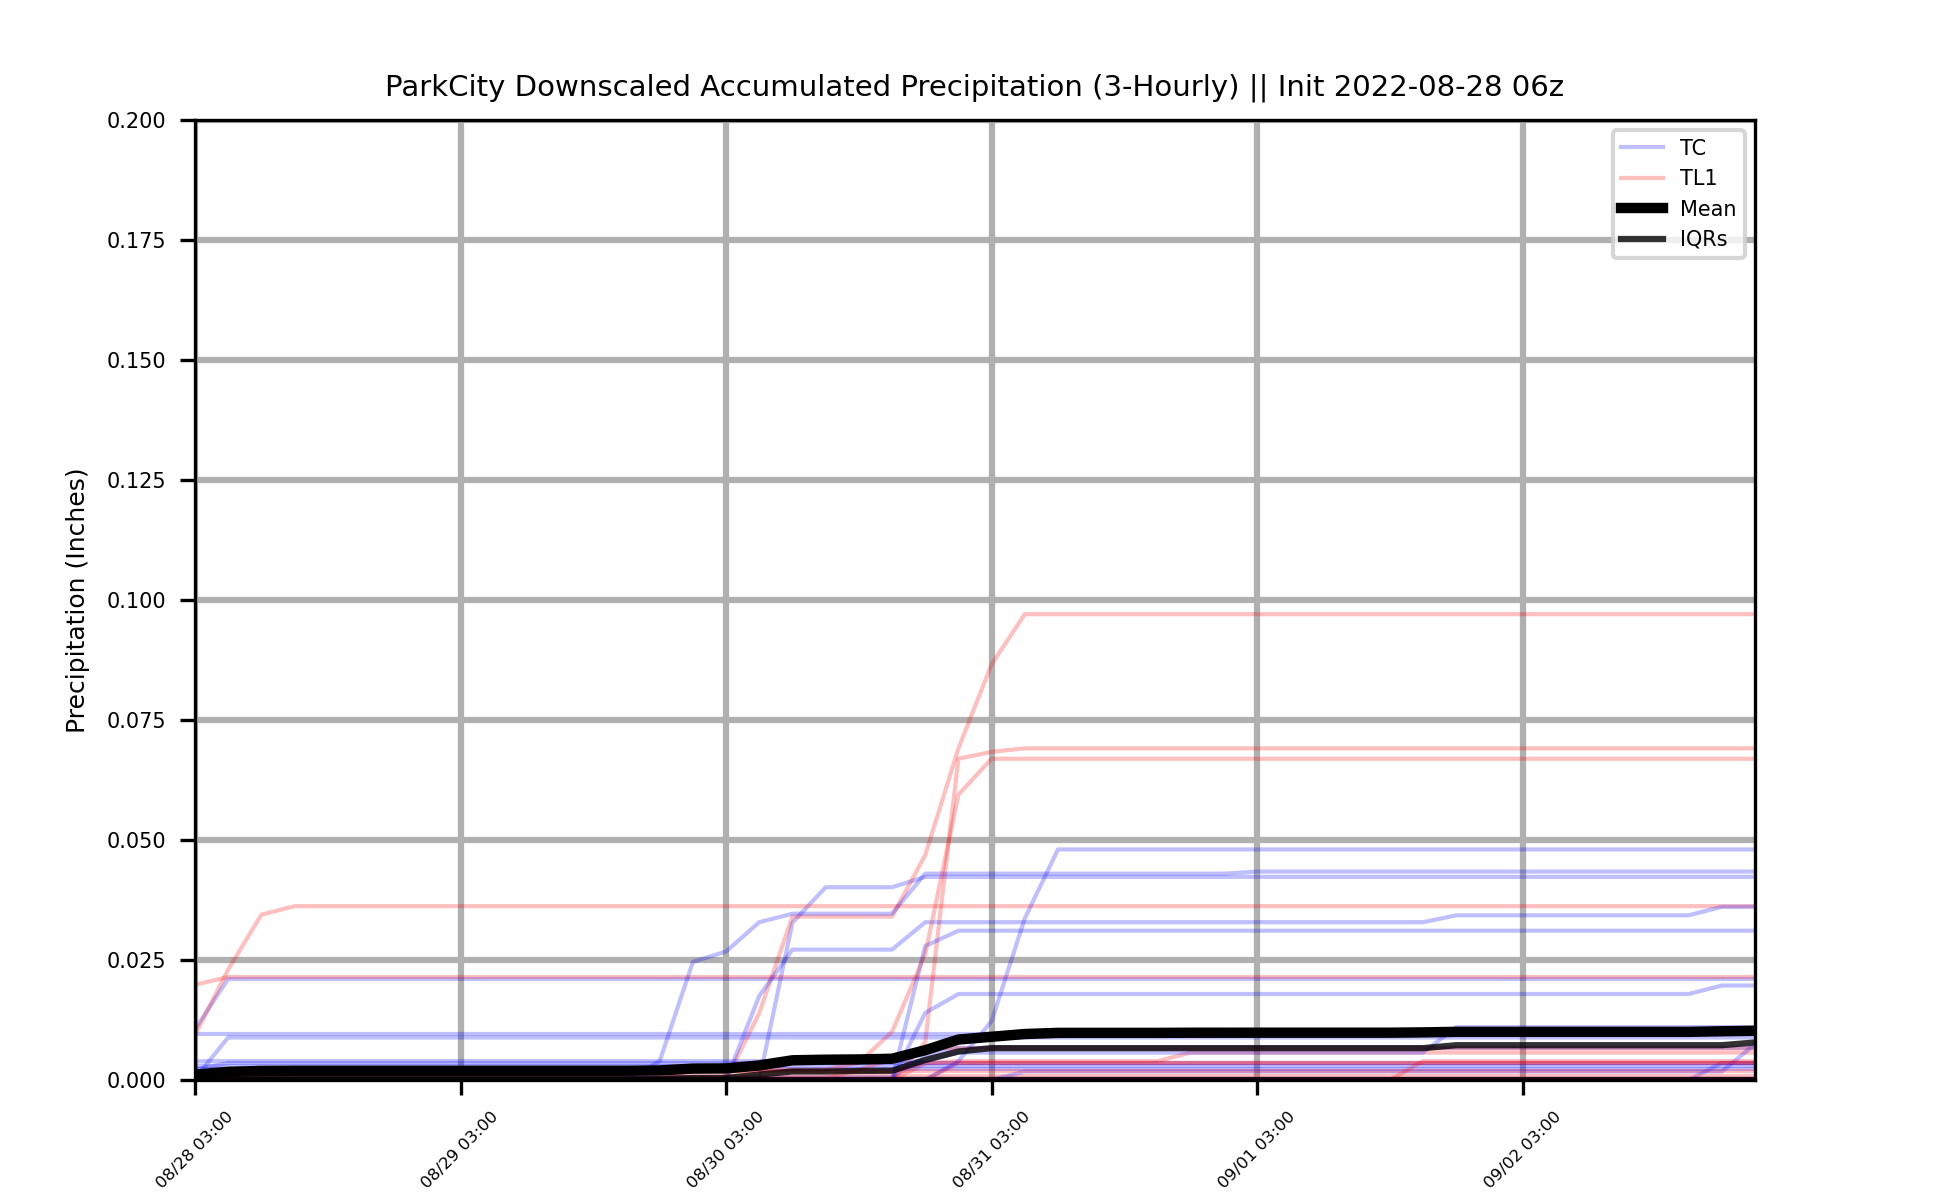 ParkCity Downscaled Accumulated Precipitation (3-Hourly) || Init 2022-08-28 06z
TC
TL1
Mean
IQRs
Precipitation (Inches)
0.200
0.175
0.150
0.125
0.100
0.075
0.050
0.025
0.000
08/28 03:00
08/29 03:00
08/30 03:00
08/31 03:00
09/01 03:00
09/02 03:00